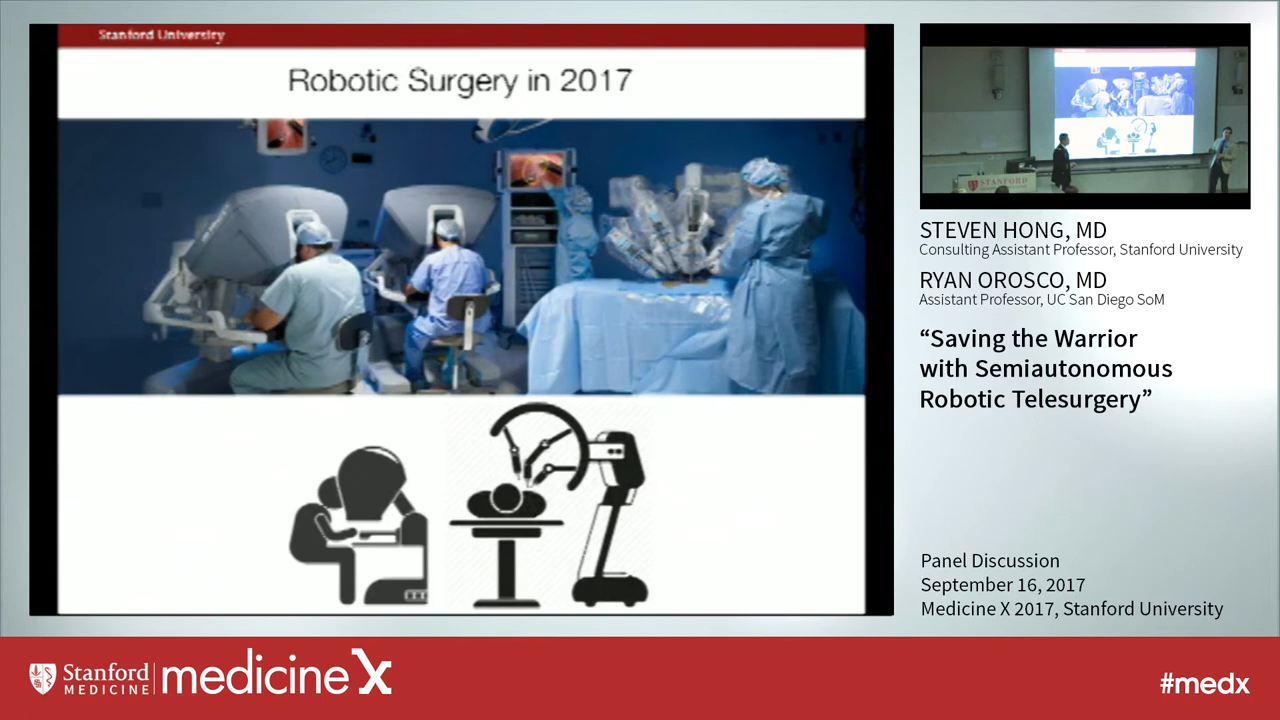 Stanford University
Robotic Surgery in 2017
STANFORD
STEVEN HONG, MD
Consulting Assistant Professor, Stanford University
RYAN OROSCO, MD
Assistant Professor, UC San Diego SoM
“Saving the Warrior
with Semiautonomous
Robotic Telesurgery”
Panel Discussion
September 16, 2017
Medicine X 2017, Stanford University
Stanford
MEDICINE
medicineX
#medx